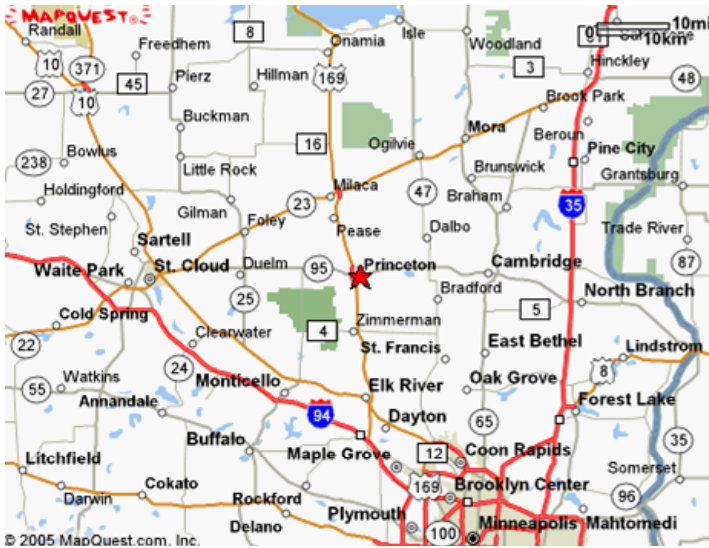 MAPQUEST®
10mi
10km
Randall
Freedhem
8
Onamia
Isle
Woodland
Hinckley
10
371
45
Pierz
Hillman
169
3
48
27
10
Brook Park
Buckman
16
Ogilvie
Mora
Beroun
Pine City
238
Bowlus
Little Rock
Brunswick
Grantsburg
Holdingford
Milaca
47
Braham
35
Gilman
23
St. Stephen
Foley
Pease
Dalbo
Trade River
Sartell
Waite Park
St. Cloud
Duelm
95
Princeton
Cambridge
87
25
Bradford
5
North Branch
Cold Spring
4
Zimmerman
22
Clearwater
St. Francis
East Bethel
Lindstrom
24
8
55
Watkins
Monticello
Elk River
Oak Grove
Forest Lake
Annandale
94
Dayton
65
Buffalo
12
Coon Rapids
35
Maple Grove
Litchfield
169
Brooklyn Center
Somerset
Darwin
Cokato
Rockford
96
Delano
Plymouth
100
Minneapolis
Mahtomedi
© 2005 MapQuest.com, Inc.